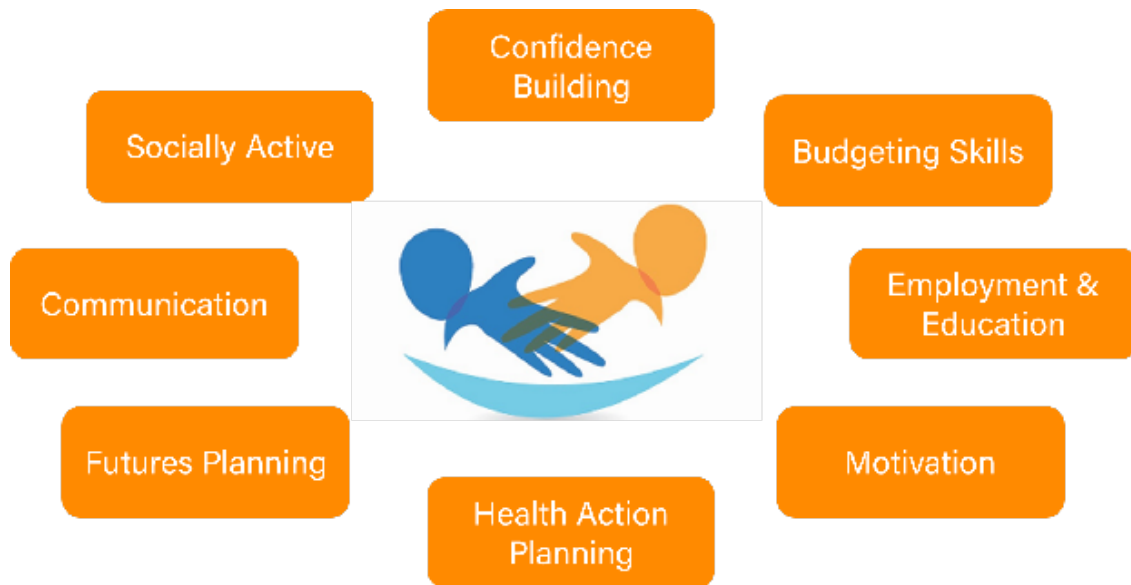 Confidence
Building
Socially Active
Budgeting Skills
Communication
Employment &
Education
Futures Planning
Motivation
Health Action
Planning